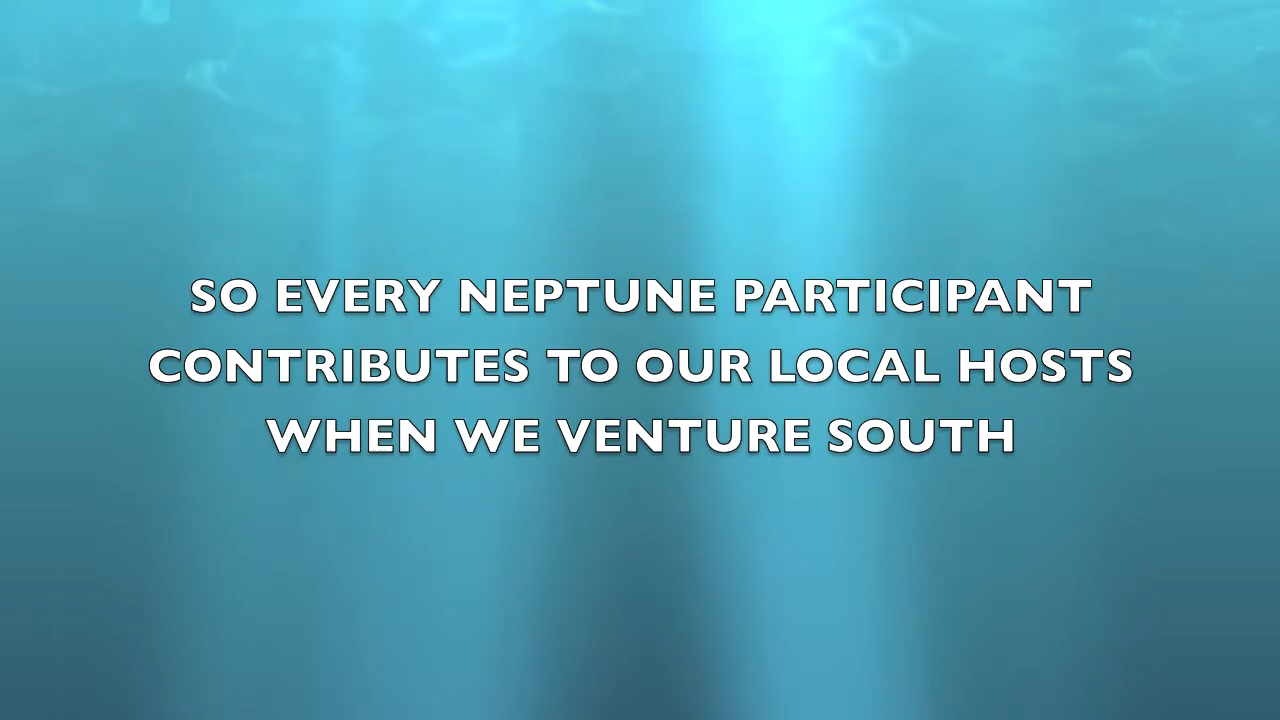 SO EVERY NEPTUNE PARTICIPANT
CONTRIBUTES TO OUR LOCAL HOSTS
WHEN WE VENTURE SOUTH